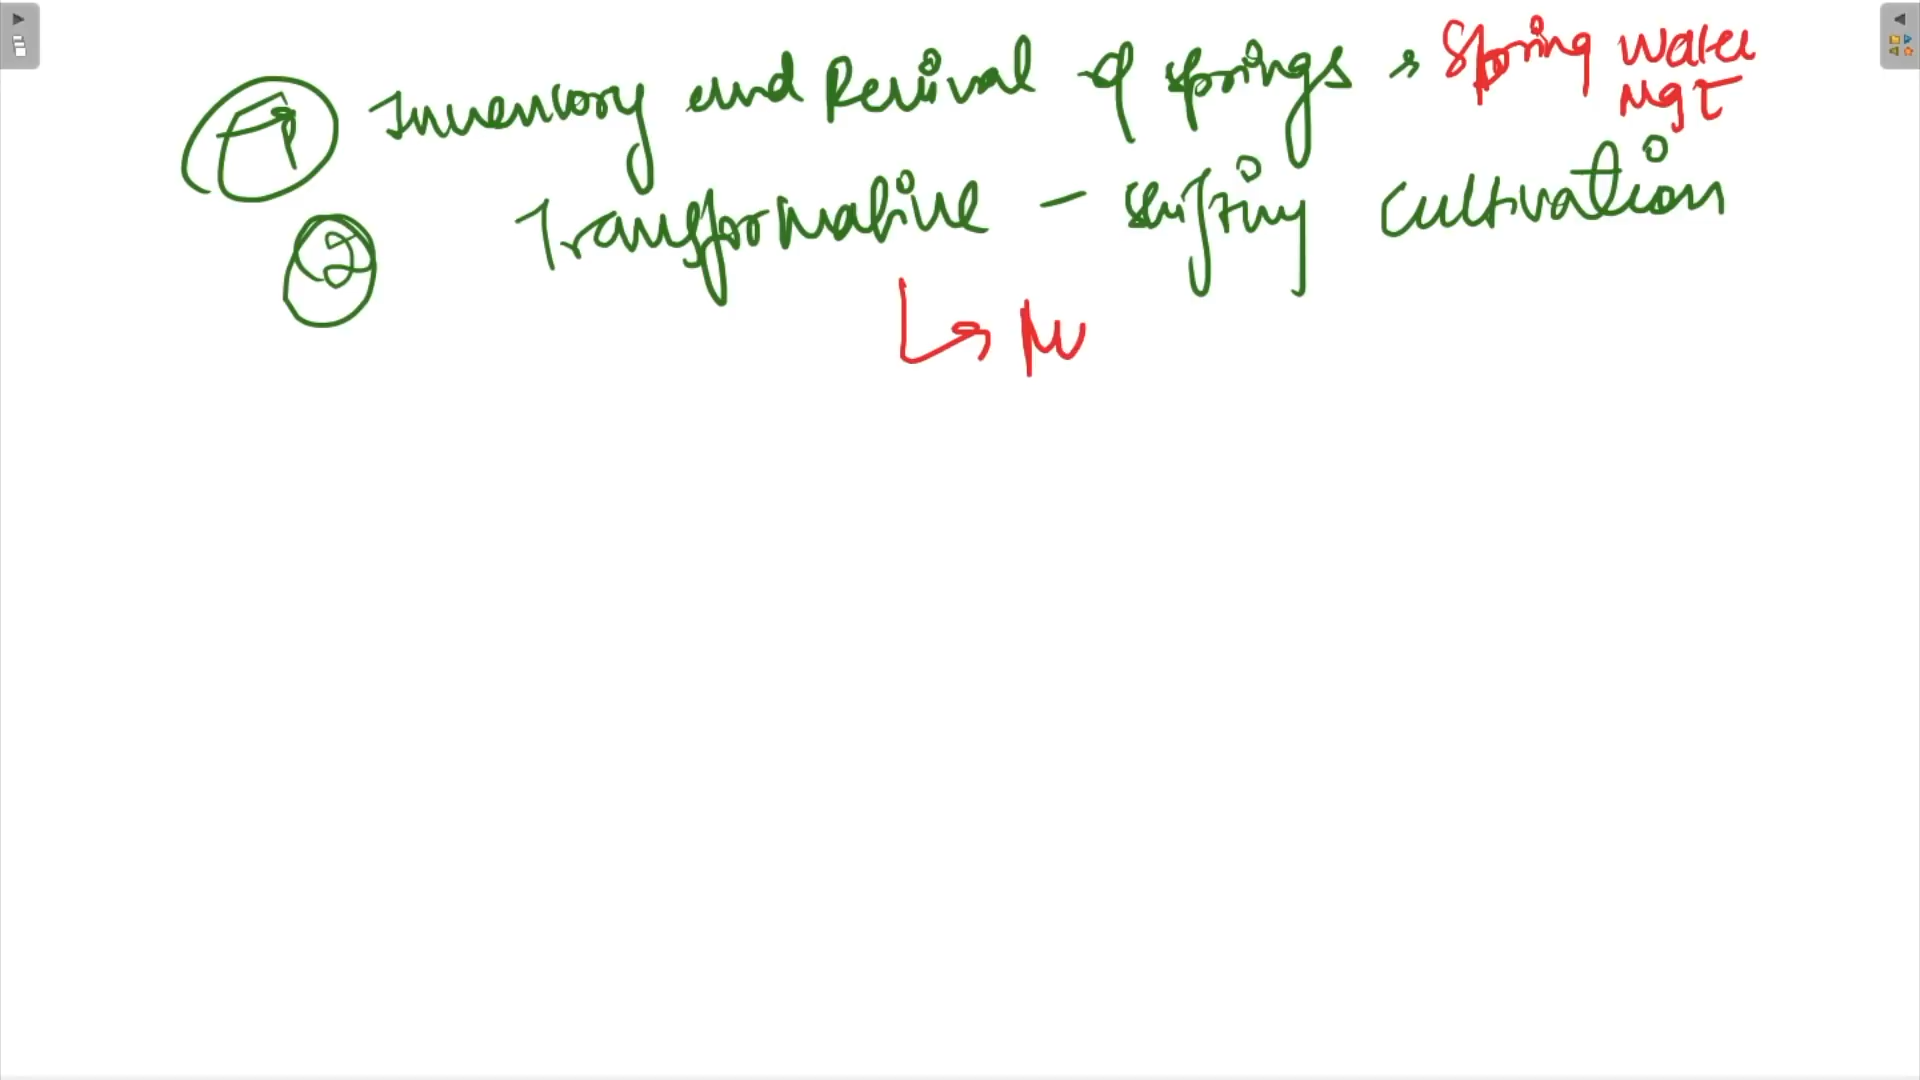 1 Inventory and Revival of springs → Spring Water
Mgt
2 Transformative - shifting cultivation